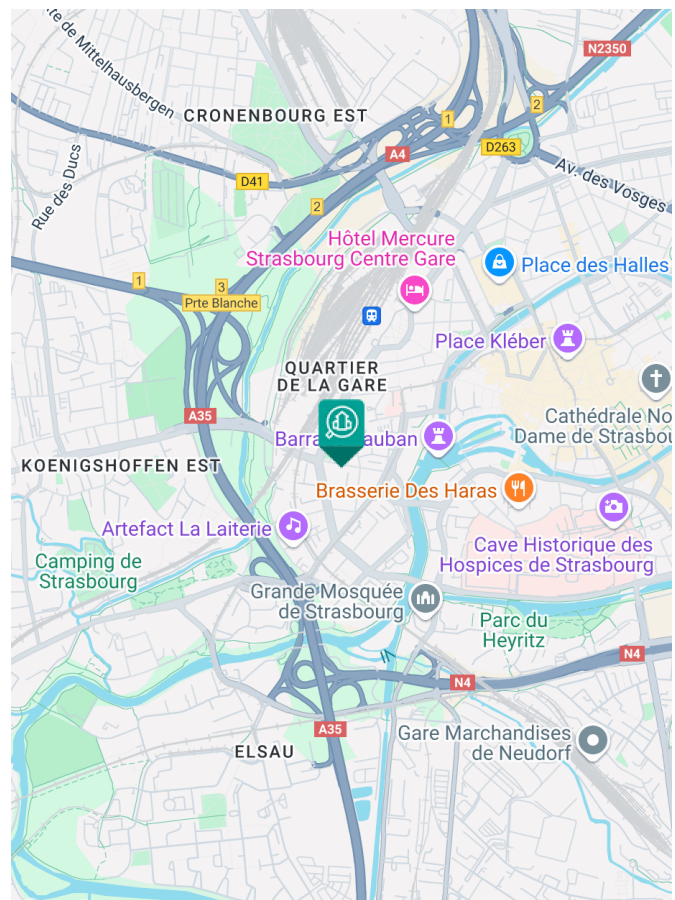 N2350
te de Mittelhausbergen
CRONENBOURG EST
2
1
A4
D263
Av. des Vosges
Rue des Ducs
D41
2
Hôtel Mercure
Strasbourg Centre Gare
Place des Halles
1
3
Prte Blanche
Place Kléber
QUARTIER
DE LA GARE
A35
Cathédrale No
Dame de Strasbou
Barra
auban
KOENIGSHOFFEN EST
Brasserie Des Haras
Artefact La Laiterie
Cave Historique des
Hospices de Strasbourg
Camping de
Strasbourg
Grande Mosquée
de Strasbourg
Parc du
Heyritz
N4
N4
A35
Gare Marchandises
de Neudorf
ELSAU